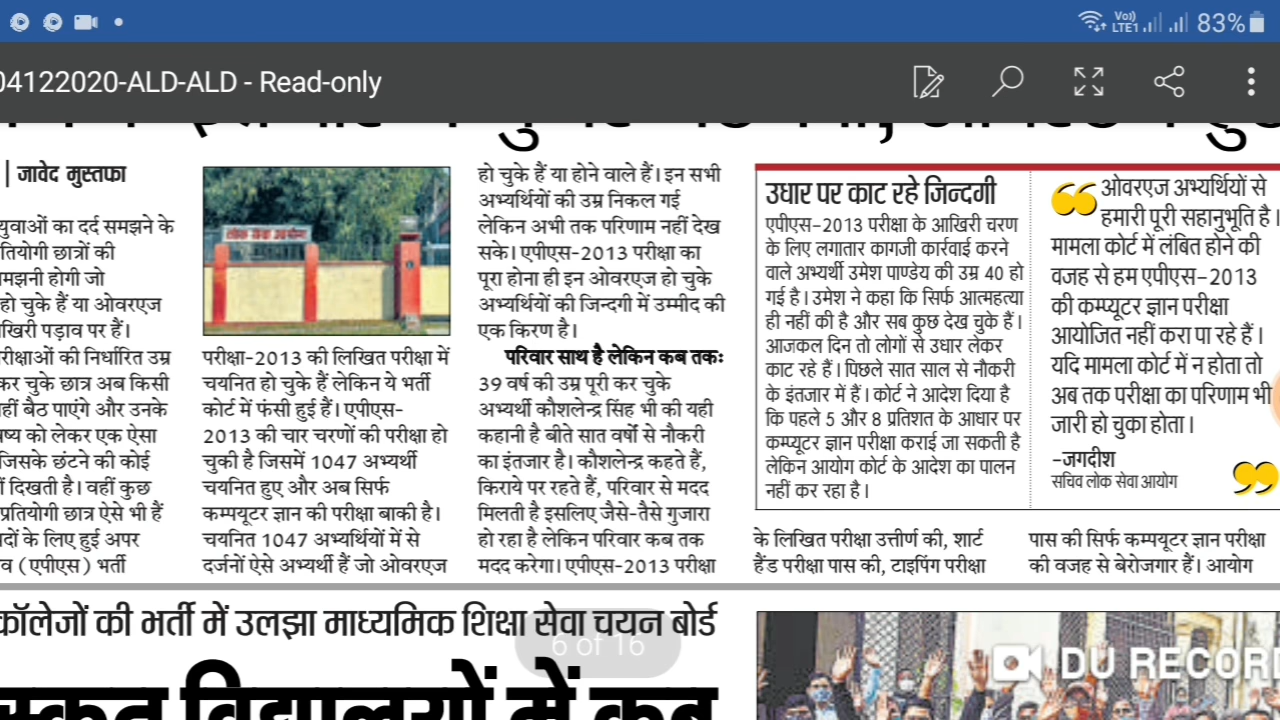 83%
04122020-ALD-ALD - Read-only
| जावेद मुस्तफा
युवाओं का दर्द समझने के
तियोगी छात्रों की
मझनी होगी जो
हो चुके हैं या ओवरएज
खिरी पड़ाव पर हैं।
रीक्षाओं की निर्धारित उम्र
कर चुके छात्र अब किसी
हीं बैठ पाएंगे और उनके
ष्य को लेकर एक ऐसा
जिसके छंटने की कोई
ं दिखती है। वहीं कुछ
प्रतियोगी छात्र ऐसे भी हैं
दों के लिए हुई अपर
व (एपीएस) भर्ती
लोक सेवा आयोग
परीक्षा-2013 की लिखित परीक्षा में
चयनित हो चुके हैं लेकिन ये भर्ती
कोर्ट में फंसी हुई हैं। एपीएस-
2013 की चार चरणों की परीक्षा हो
चुकी है जिसमें 1047 अभ्यर्थी
चयनित हुए और अब सिर्फ
कम्पयूटर ज्ञान की परीक्षा बाकी है।
चयनित 1047 अभ्यर्थियों में से
दर्जनों ऐसे अभ्यर्थी हैं जो ओवरएज
हो चुके हैं या होने वाले हैं। इन सभी
अभ्यर्थियों की उम्र निकल गई
लेकिन अभी तक परिणाम नहीं देख
सके। एपीएस-2013 परीक्षा का
पूरा होना ही इन ओवरएज हो चुके
अभ्यर्थियों की जिन्दगी में उम्मीद की
एक किरण है।
परिवार साथ है लेकिन कब तकः
39 वर्ष की उम्र पूरी कर चुके
अभ्यर्थी कौशलेन्द्र सिंह भी की यही
कहानी है बीते सात वर्षों से नौकरी
का इंतजार है। कौशलेन्द्र कहते हैं,
किराये पर रहते हैं, परिवार से मदद
मिलती है इसलिए जैसे-तैसे गुजारा
हो रहा है लेकिन परिवार कब तक
मदद करेगा। एपीएस-2013 परीक्षा
उधार पर काट रहे जिन्दगी
एपीएस-2013 परीक्षा के आखिरी चरण
के लिए लगातार कागजी कार्रवाई करने
वाले अभ्यर्थी उमेश पाण्डेय की उम्र 40 हो
गई है। उमेश ने कहा कि सिर्फ आत्महत्या
ही नहीं की है और सब कुछ देख चुके हैं।
आजकल दिन तो लोगों से उधार लेकर
काट रहे हैं। पिछले सात साल से नौकरी
के इंतजार में हैं। कोर्ट ने आदेश दिया है
कि पहले 5 और 8 प्रतिशत के आधार पर
कम्प्यूटर ज्ञान परीक्षा कराई जा सकती है
लेकिन आयोग कोर्ट के आदेश का पालन
नहीं कर रहा है।
ओवरएज अभ्यर्थियों से
हमारी पूरी सहानुभूति है।
मामला कोर्ट में लंबित होने की
वजह से हम एपीएस-2013
की कम्प्यूटर ज्ञान परीक्षा
आयोजित नहीं करा पा रहे हैं।
यदि मामला कोर्ट में न होता तो
अब तक परीक्षा का परिणाम भी
जारी हो चुका होता।
-जगदीश
सचिव लोक सेवा आयोग
के लिखित परीक्षा उत्तीर्ण की, शार्ट
हैंड परीक्षा पास की, टाइपिंग परीक्षा
पास की सिर्फ कम्पयूटर ज्ञान परीक्षा
की वजह से बेरोजगार हैं। आयोग
कॉलेजों की भर्ती में उलझा माध्यमिक शिक्षा सेवा चयन बोर्ड
6 of 16
DU RECOR